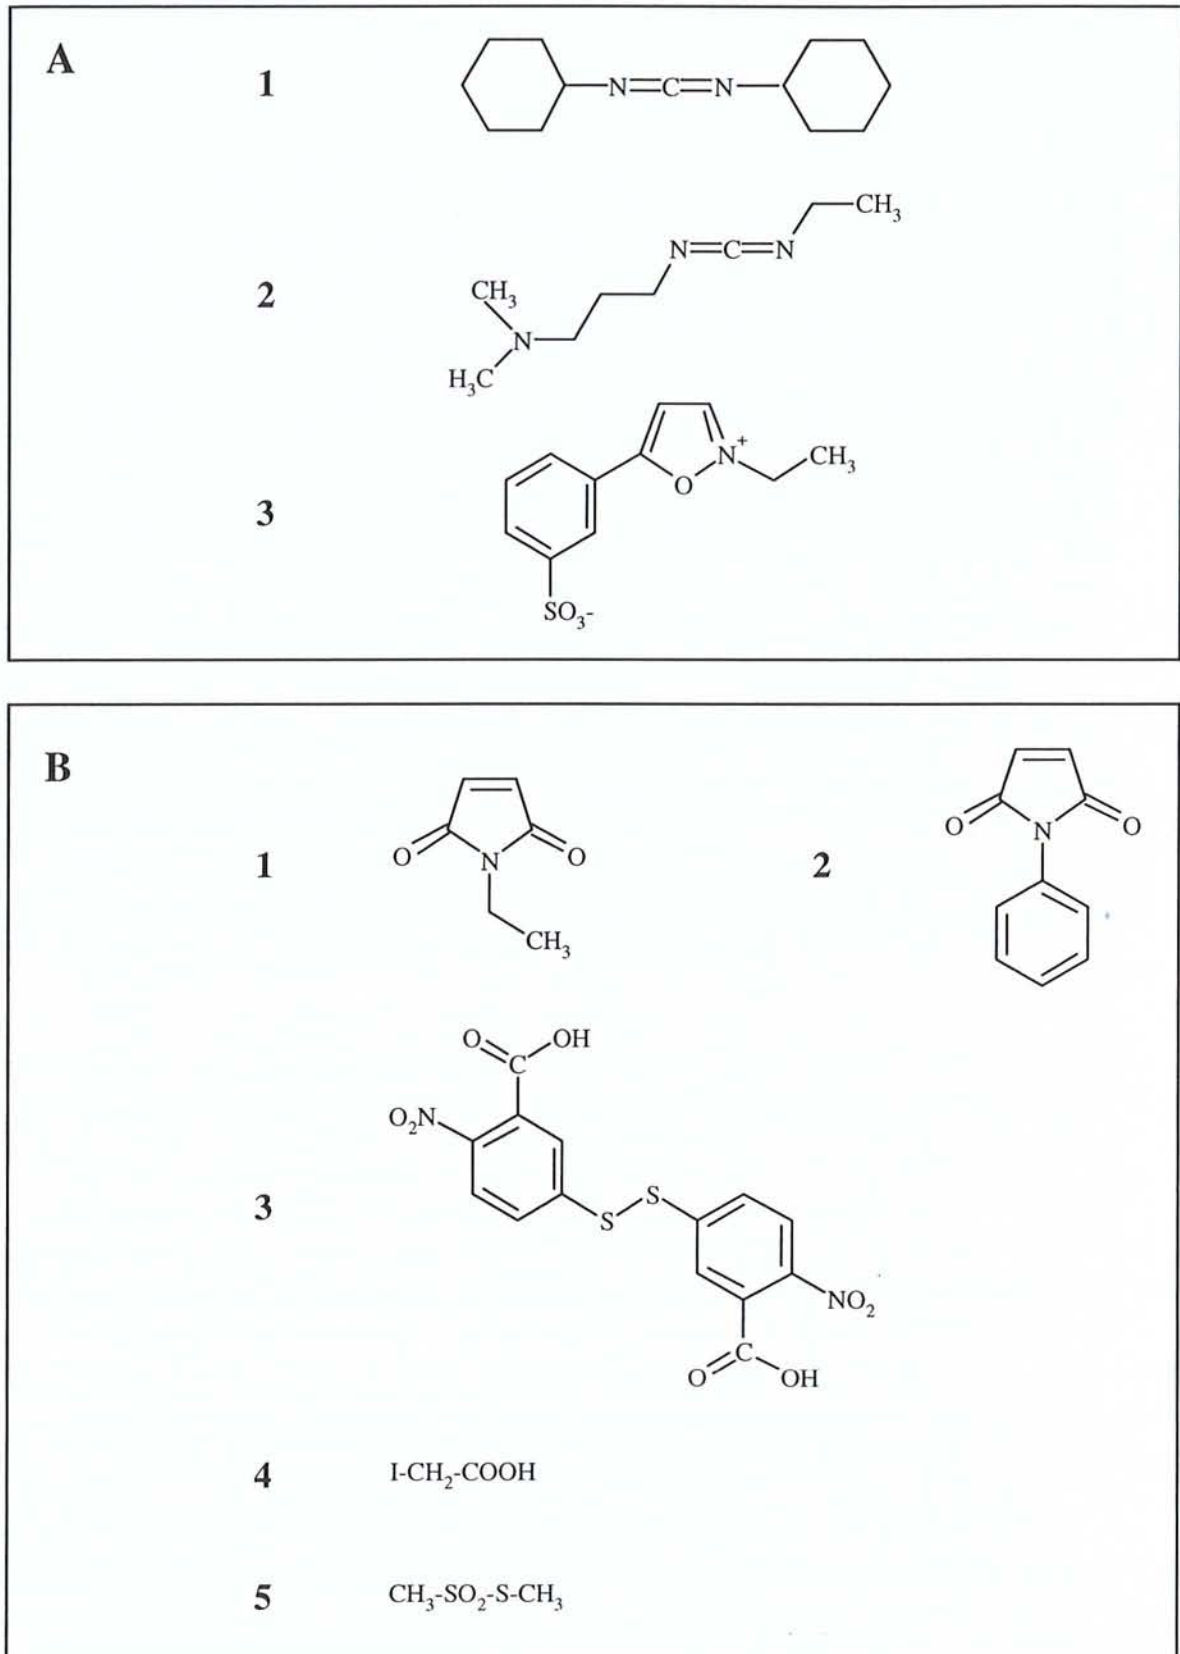 A
1
N=C=N
2
CH3
N=C=N
CH3
N
H3C
3
N+
CH3
O
SO3-
B
1
O
N
O
CH3
2
O
N
O
3
O
OH
C
O2N
S
S
NO2
C
O
OH
4
I-CH2-COOH
5
CH3-SO2-S-CH3